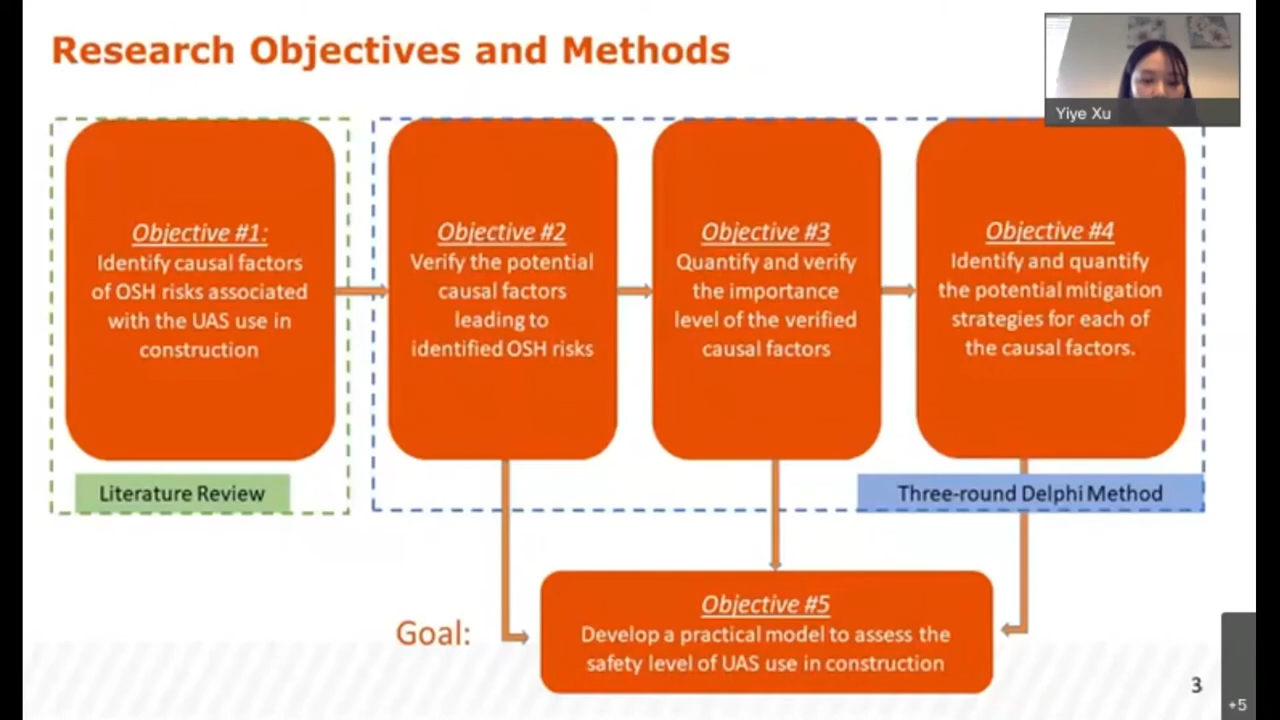 Research Objectives and Methods
Yiye Xu
Objective #1:
Identify causal factors
of OSH risks associated
with the UAS use in
construction
Objective #2
Verify the potential
causal factors
leading to
identified OSH risks
Objective #3
Quantify and verify
the importance
level of the verified
causal factors
Objective #4
Identify and quantify
the potential mitigation
strategies for each of
the causal factors.
Literature Review
Three-round Delphi Method
Goal:
Objective #5
Develop a practical model to assess the
safety level of UAS use in construction
3
+5